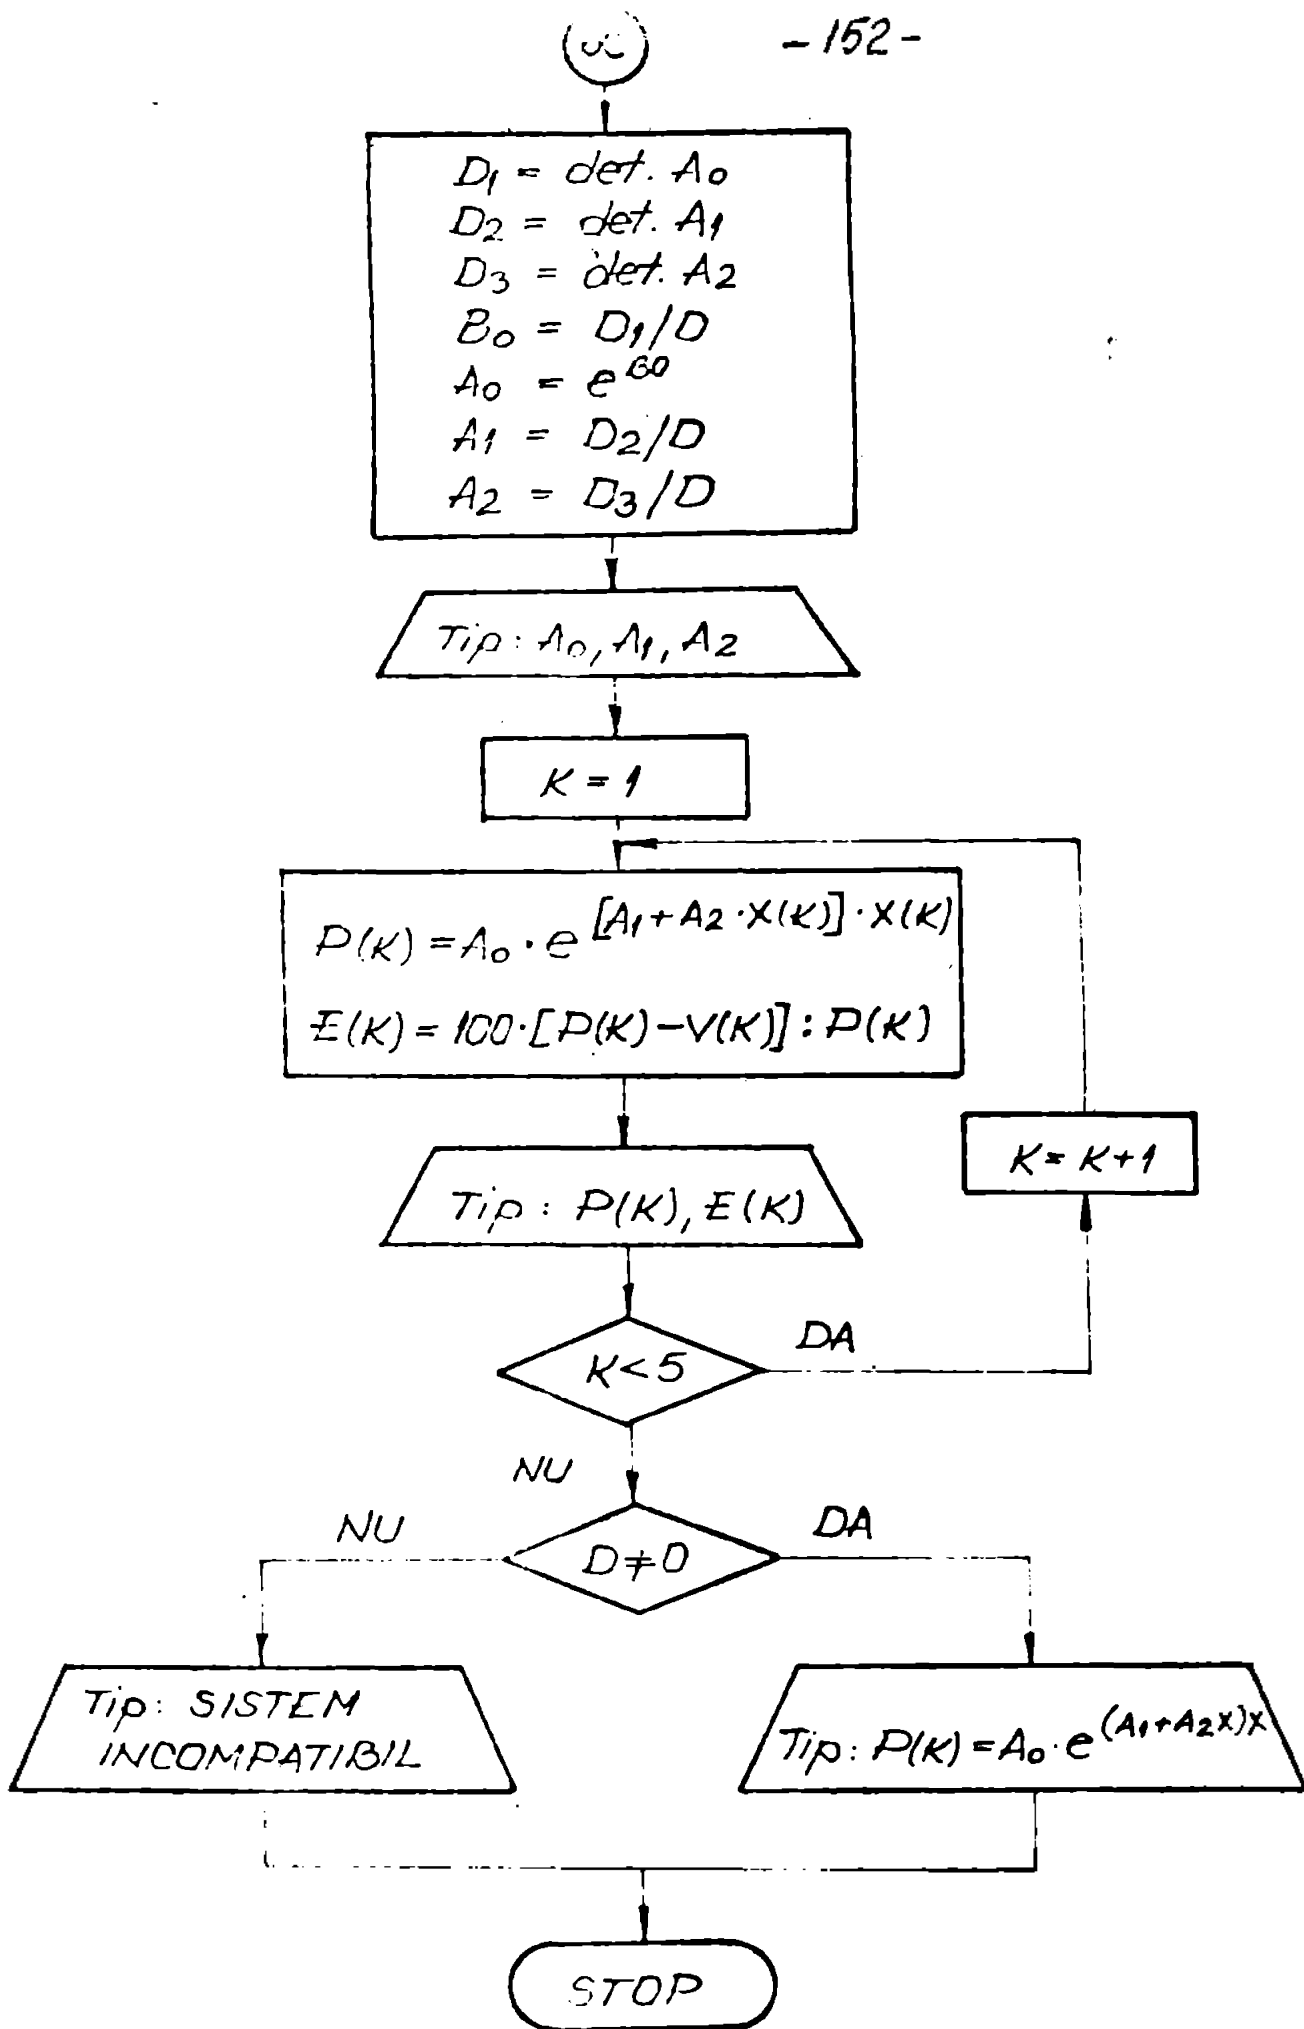 - 152 -
D1 = det. A0
D2 = det. A1
D3 = det. A2
B0 = D1/D
A0 = e^B0
A1 = D2/D
A2 = D3/D
Tip: A0, A1, A2
K = 1
P(K) = A0 · e^[A1 + A2 · X(K)] · X(K)
E(K) = 100 · [P(K) - V(K)] : P(K)
K = K + 1
Tip: P(K), E(K)
DA
K < 5
NU
NU
DA
D ≠ 0
Tip: SISTEM
INCOMPATIBIL
Tip: P(K) = A0 · e^(A1 + A2X)X
STOP